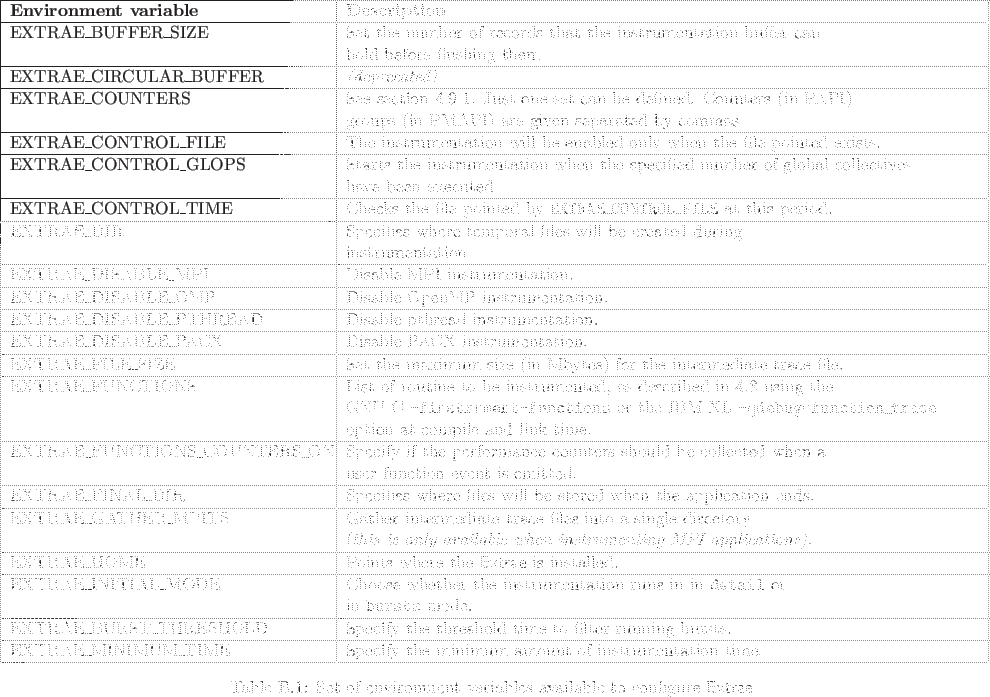 Environment variable Description
EXTRAE_BUFFER_SIZE Set the number of records that the instrumentation buffer can
hold before flushing them.
EXTRAE_CIRCULAR_BUFFER (deprecated)
EXTRAE_COUNTERS See section 4.9.1. Just one set can be defined. Counters (in PAPI)
groups (in PMAPI) are given separated by commas
EXTRAE_CONTROL_FILE The instrumentation will be enabled only when the file pointed exists.
EXTRAE_CONTROL_GLOPS Starts the instrumentation when the specified number of global collectives
have been executed
EXTRAE_CONTROL_TIME Checks the file pointed by EXTRAE_CONTROL_FILE at this period.
EXTRAE_DIR Specifies where temporal files will be created during
instrumentation
EXTRAE_DISABLE_MPI Disable MPI instrumentation.
EXTRAE_DISABLE_OMP Disable OpenMP instrumentation.
EXTRAE_DISABLE_PTHREAD Disable pthread instrumentation.
EXTRAE_DISABLE_PACX Disable PACX instrumentation.
EXTRAE_FILE_SIZE Set the maximum size (in Mbytes) for the intermediate trace file.
EXTRAE_FUNCTIONS List of routine to be instrumented, as described in 4.8 using the
GNU C -finstrument-functions or the IBM XL -qdebug=function_trace
option at compile and link time.
EXTRAE_FUNCTIONS_COUNTERS_ON Specify if the performance counters should be collected when a
user function event is emitted.
EXTRAE_FINAL_DIR Specifies where files will be stored when the application ends.
EXTRAE_GATHER_MPITS Gather intermediate trace files into a single directory
(this is only available when instrumenting MPI applications).
EXTRAE_HOME Points where the Extrae is installed.
EXTRAE_INITIAL_MODE Choose whether the instrumentation runs in in detail or
in bursts mode.
EXTRAE_BURST_THRESHOLD Specify the threshold time to filter running bursts.
EXTRAE_MINIMUM_TIME Specify the minimum amount of instrumentation time
Table B.1: Set of environment variables available to configure Extrae